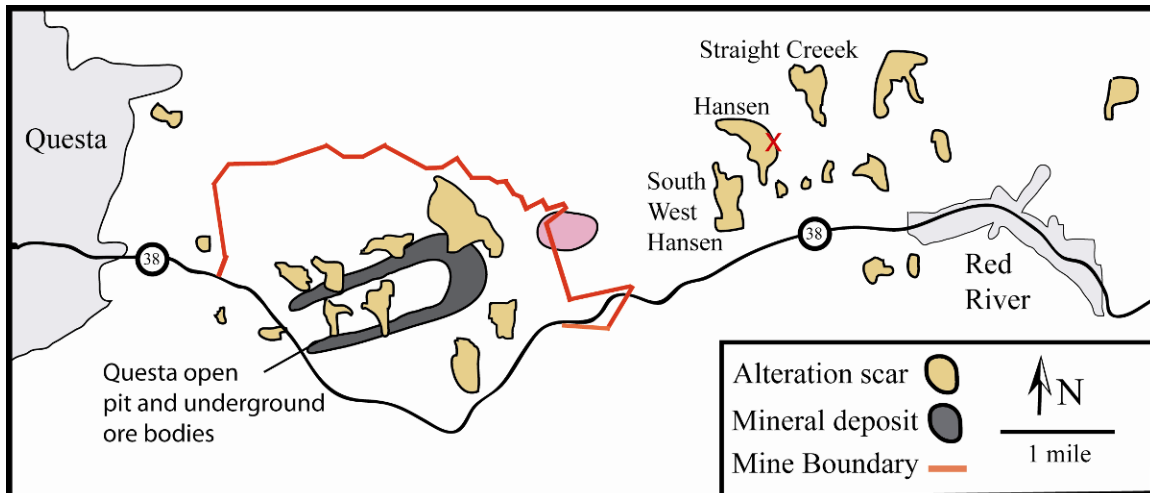 Straight Creeek
Hansen
X
Questa
South
West
Hansen
38
38
Red
River
Questa open
pit and underground
ore bodies
Alteration scar
Mineral deposit
Mine Boundary
N
1 mile